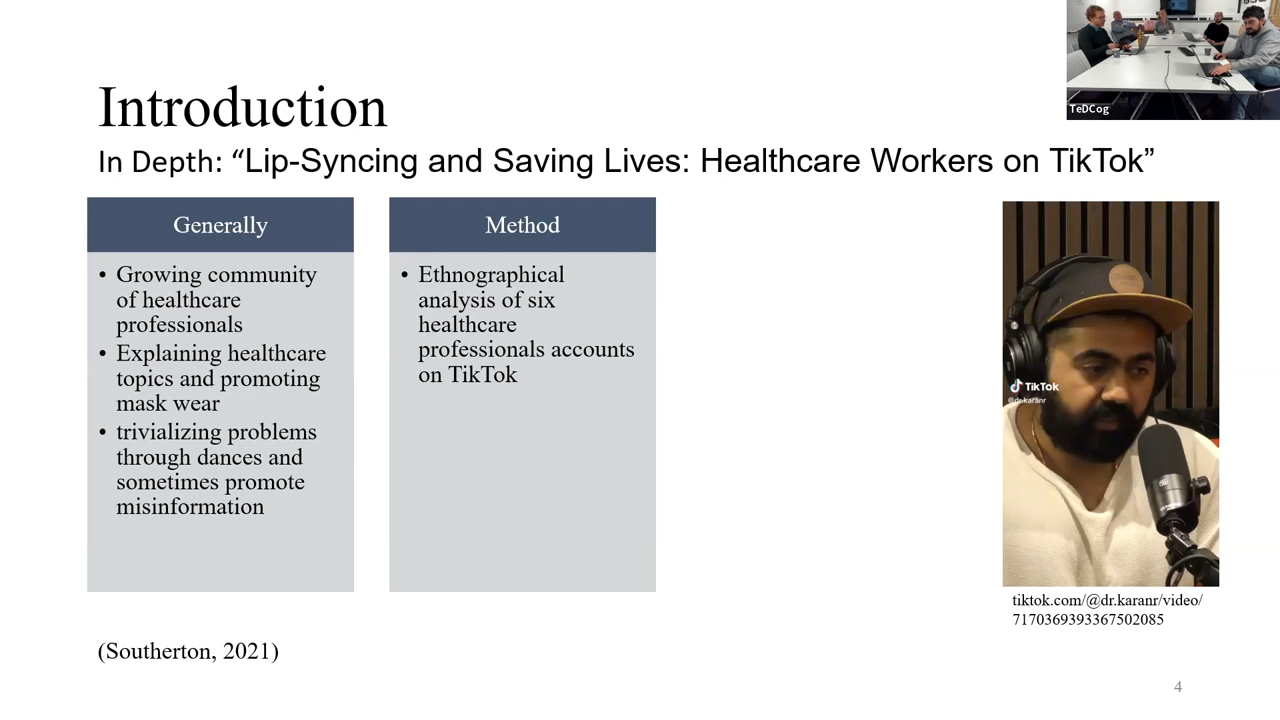 TeDCog
Introduction
In Depth: “Lip-Syncing and Saving Lives: Healthcare Workers on TikTok”
Generally
• Growing community
of healthcare
professionals
• Explaining healthcare
topics and promoting
mask wear
• trivializing problems
through dances and
sometimes promote
misinformation
Method
• Ethnographical
analysis of six
healthcare
professionals accounts
on TikTok
TikTok
@dr.karanr
tiktok.com/@dr.karanr/video/
7170369393367502085
(Southerton, 2021)
4